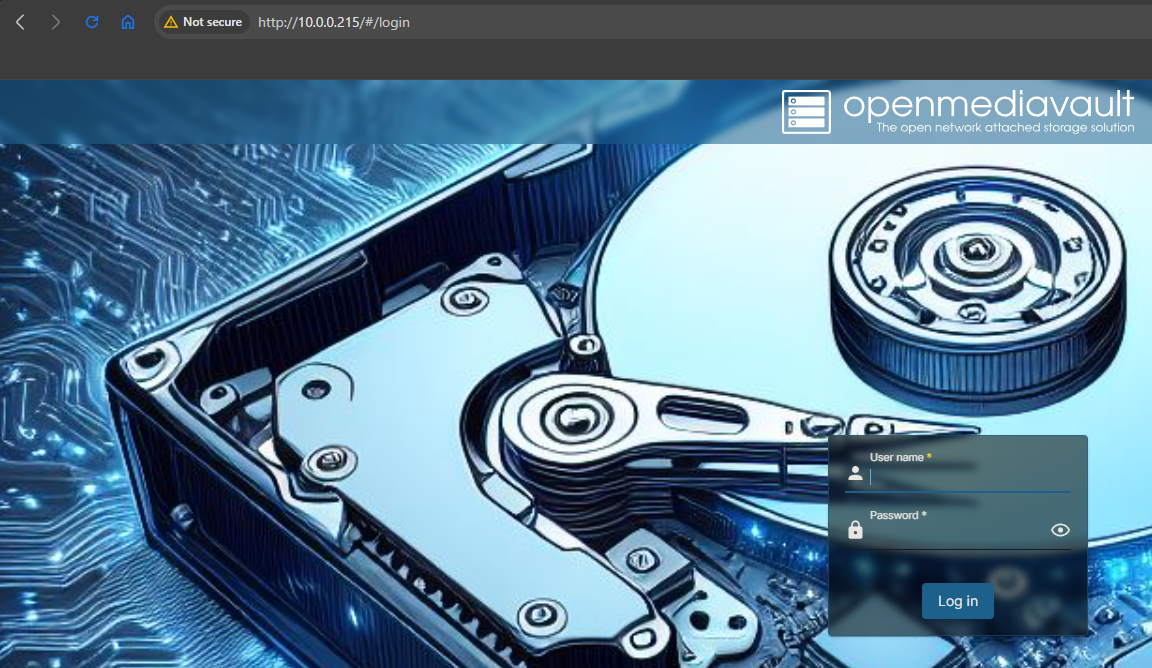 Not secure http://10.0.0.215/#/login
openmediavault
The open network attached storage solution
User name *
Password *
Log in